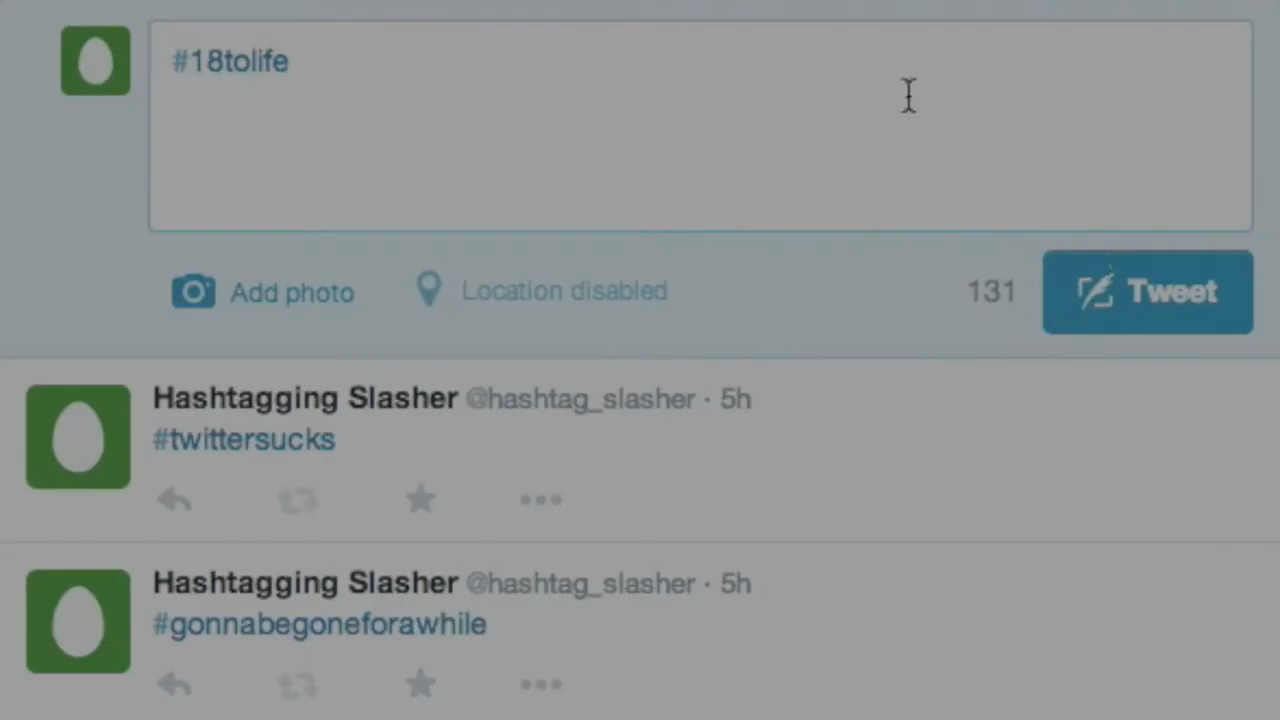 #18tolife
Add photo
Location disabled
131
Tweet
Hashtagging Slasher @hashtag_slasher · 5h
#twittersucks
Hashtagging Slasher @hashtag_slasher · 5h
#gonnabegoneforawhile